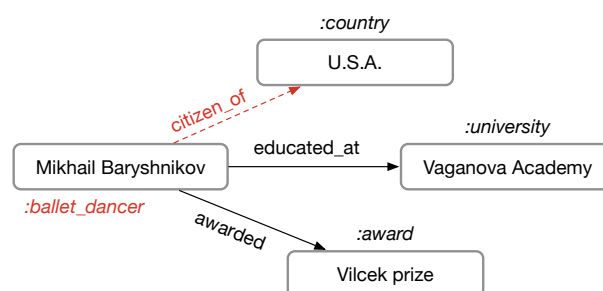 :country
U.S.A.
citizen_of
:university
educated_at
Mikhail Baryshnikov
Vaganova Academy
:ballet_dancer
awarded
:award
Vilcek prize